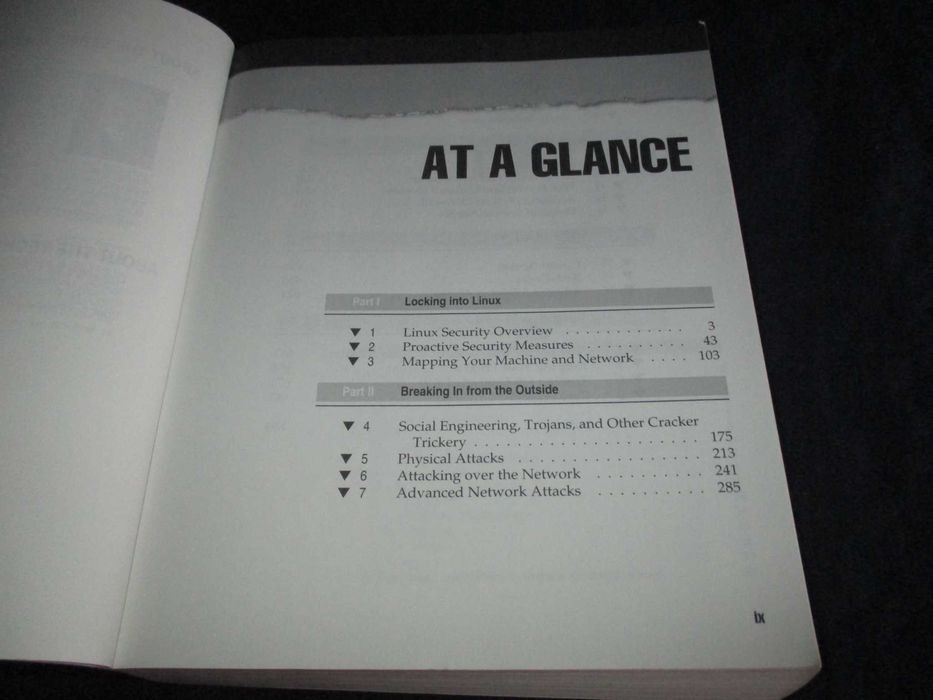 AT A GLANCE
Part I Locking into Linux
▼ 1 Linux Security Overview . . . . . . . . . . . . 3
▼ 2 Proactive Security Measures . . . . . . . . . . 43
▼ 3 Mapping Your Machine and Network . . . . 103
Part II Breaking In from the Outside
▼ 4 Social Engineering, Trojans, and Other Cracker
Trickery . . . . . . . . . . . . . . . . . . . . . 175
▼ 5 Physical Attacks . . . . . . . . . . . . . . . . . 213
▼ 6 Attacking over the Network . . . . . . . . . . 241
▼ 7 Advanced Network Attacks . . . . . . . . . . 285
ix